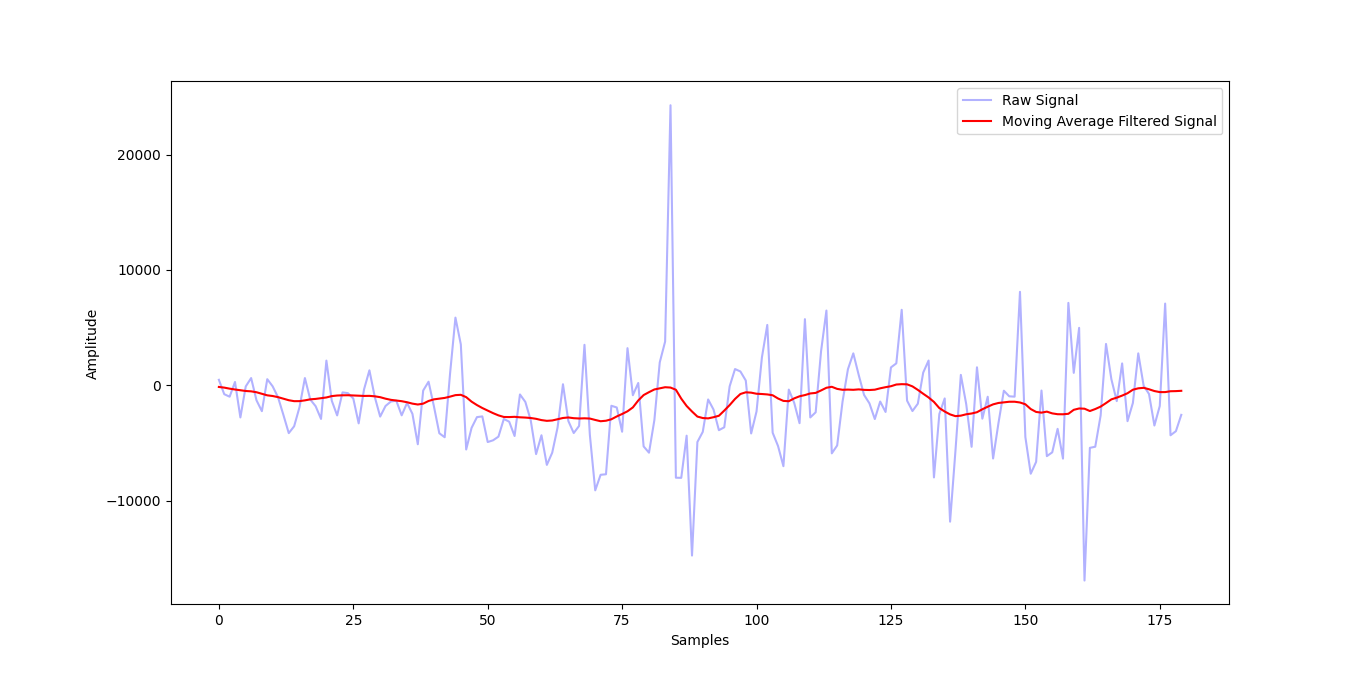 Raw Signal
Moving Average Filtered Signal
20000
10000
0
−10000
Amplitude
0 25 50 75 100 125 150 175
Samples